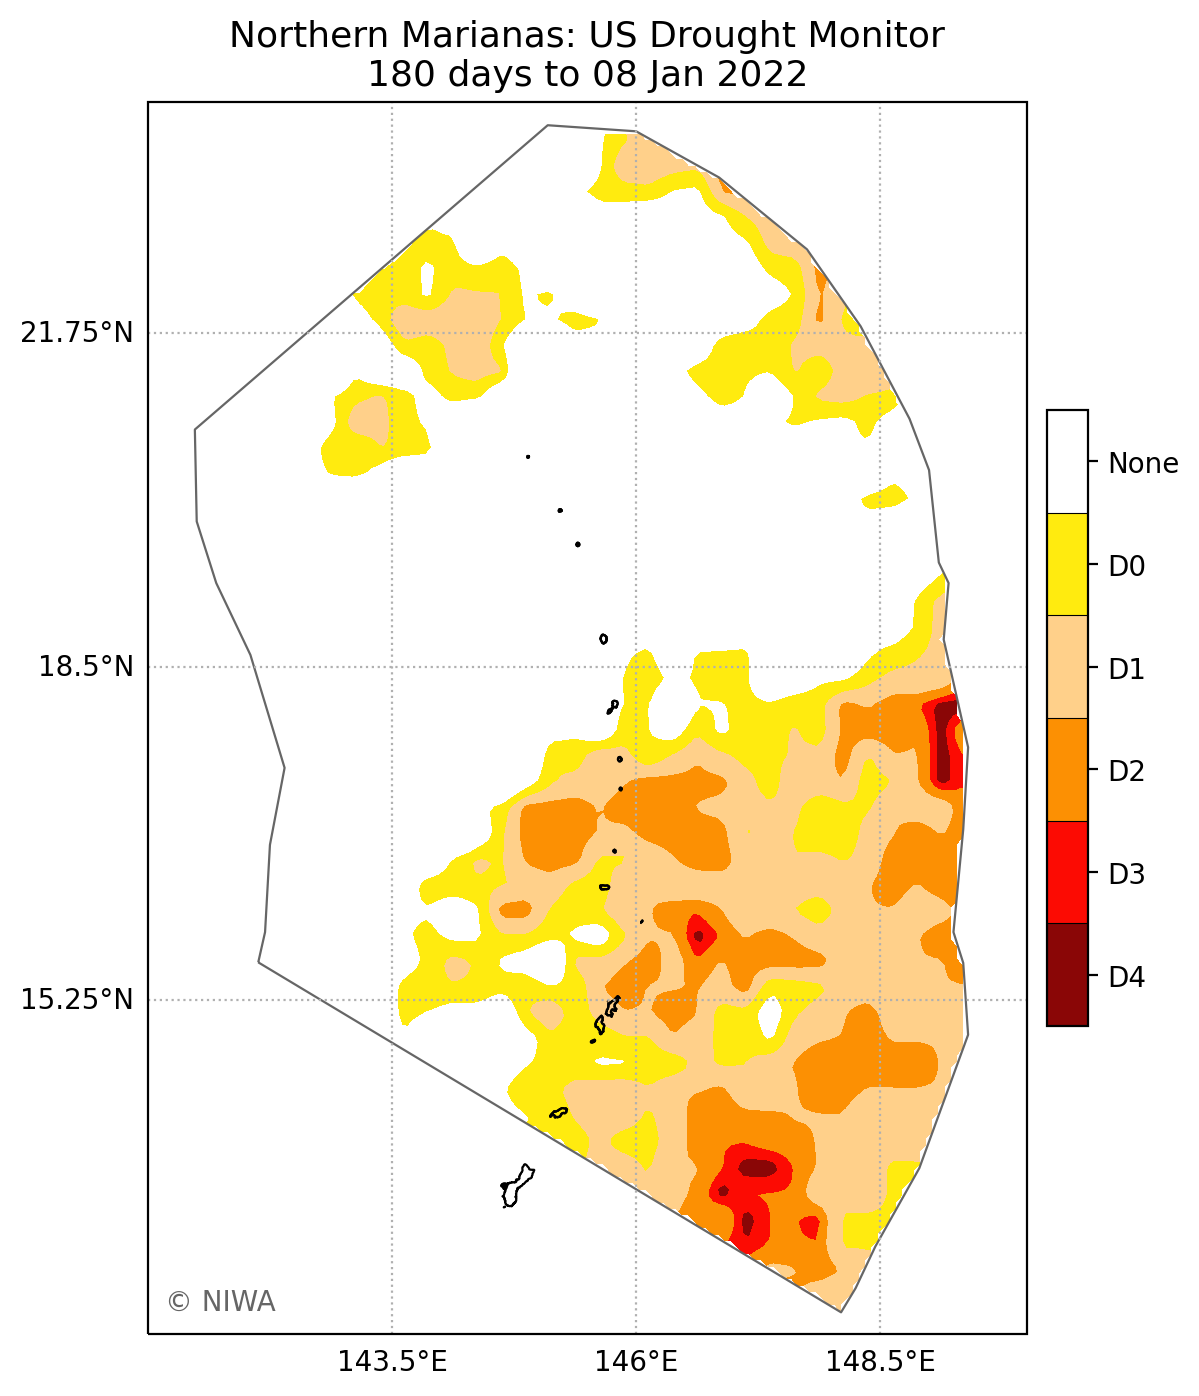 Northern Marianas: US Drought Monitor
180 days to 08 Jan 2022
21.75°N
18.5°N
15.25°N
143.5°E
146°E
148.5°E
None
D0
D1
D2
D3
D4
© NIWA